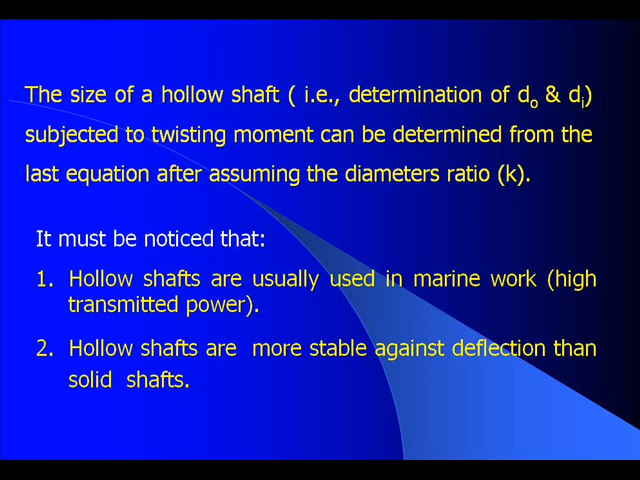 The size of a hollow shaft ( i.e., determination of dₒ & dᵢ)
subjected to twisting moment can be determined from the
last equation after assuming the diameters ratio (k).
It must be noticed that:
1. Hollow shafts are usually used in marine work (high
transmitted power).
2. Hollow shafts are more stable against deflection than
solid shafts.